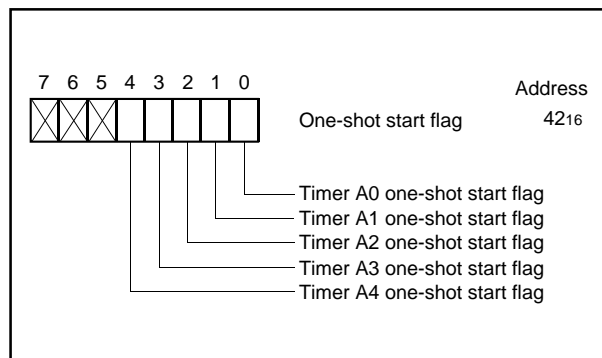 7 6 5 4 3 2 1 0
Address
One-shot start flag 42₁₆
Timer A0 one-shot start flag
Timer A1 one-shot start flag
Timer A2 one-shot start flag
Timer A3 one-shot start flag
Timer A4 one-shot start flag